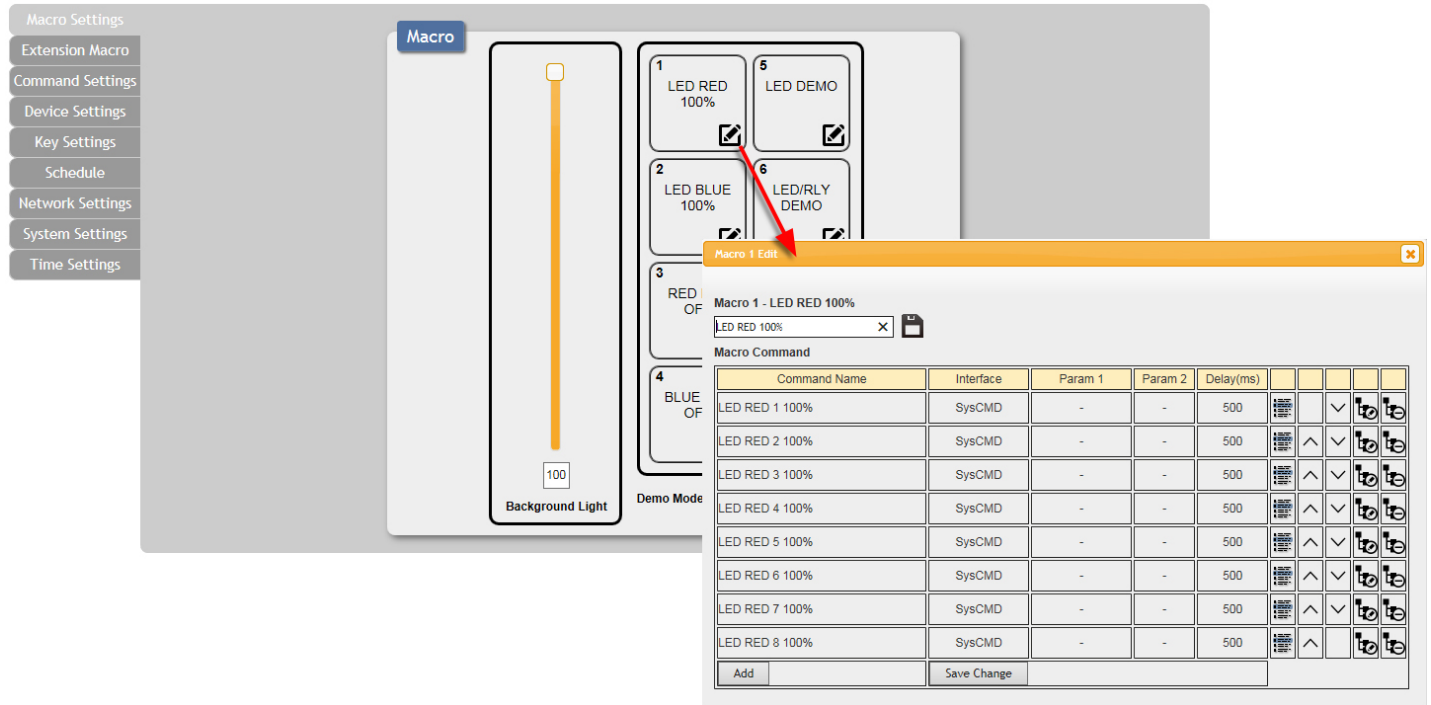 Macro Settings
Extension Macro
Command Settings
Device Settings
Key Settings
Schedule
Network Settings
System Settings
Time Settings
Macro
100
Background Light
1
LED RED
100%
5
LED DEMO
2
LED BLUE
100%
6
LED/RLY
DEMO
3
RED
OF
4
BLUE
OF
Demo Mode
Macro 1 Edit
Macro 1 - LED RED 100%
LED RED 100%
Macro Command
Command Name Interface Param 1 Param 2 Delay(ms)
LED RED 1 100% SysCMD - - 500
LED RED 2 100% SysCMD - - 500
LED RED 3 100% SysCMD - - 500
LED RED 4 100% SysCMD - - 500
LED RED 5 100% SysCMD - - 500
LED RED 6 100% SysCMD - - 500
LED RED 7 100% SysCMD - - 500
LED RED 8 100% SysCMD - - 500
Add Save Change